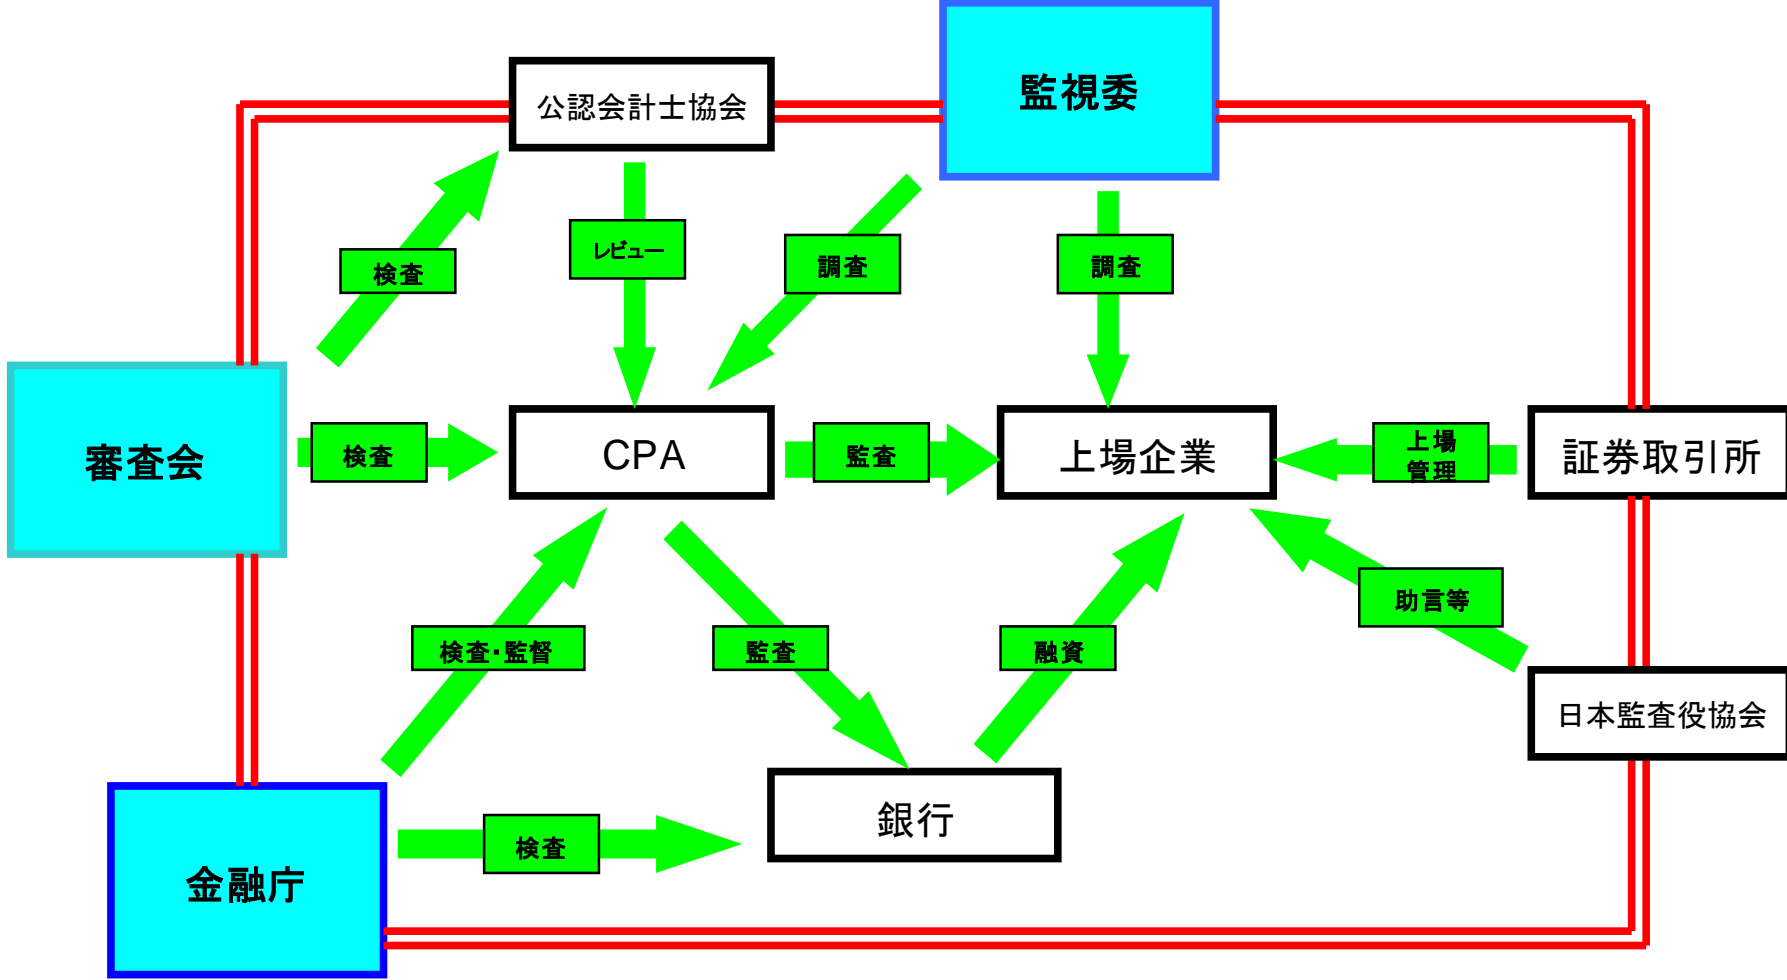 監視委
公認会計士協会
レビュー
調査
調査
検査
審査会
検査
CPA
監査
上場企業
上場
管理
証券取引所
助言等
検査・監督
監査
融資
日本監査役協会
銀行
検査
金融庁